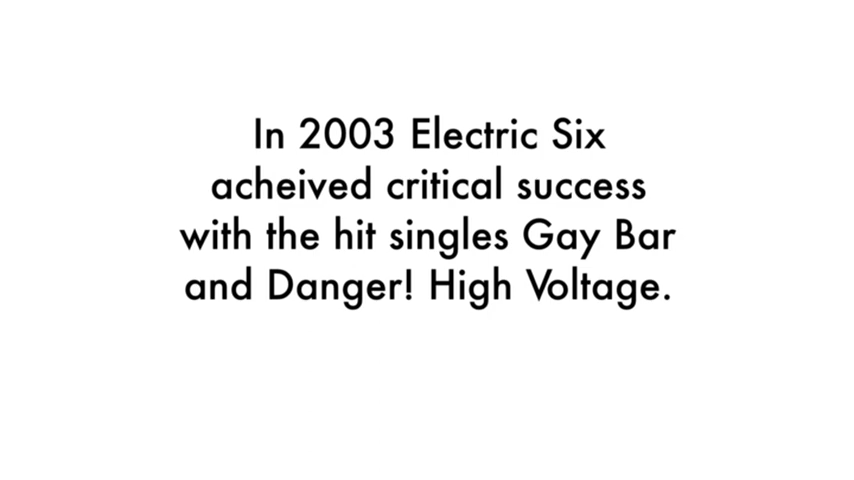 In 2003 Electric Six
acheived critical success
with the hit singles Gay Bar
and Danger! High Voltage.